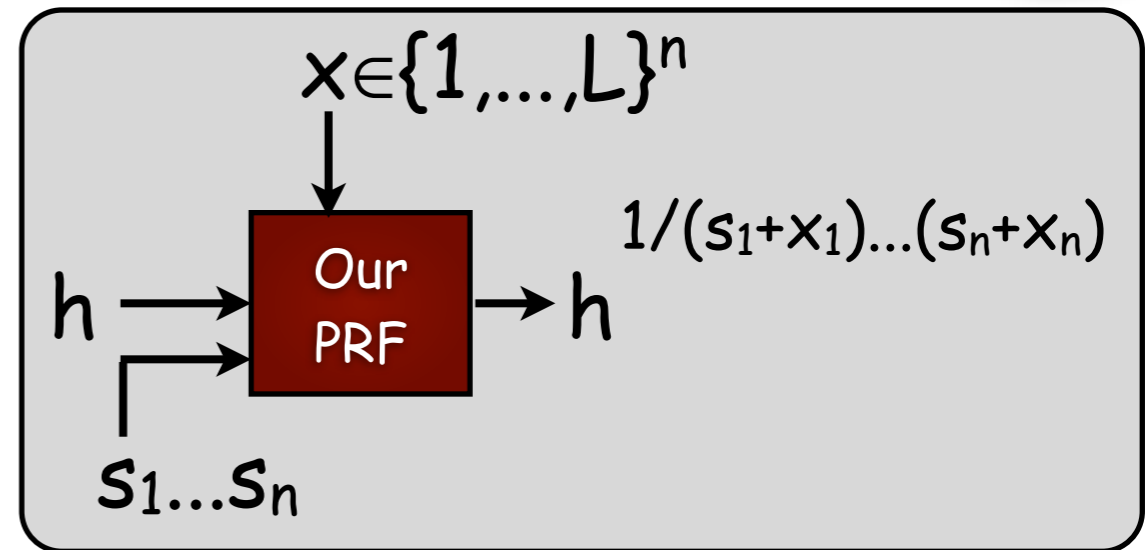 x∈{1,...,L}ⁿ
1/(s₁+x₁)...(sₙ+xₙ)
Our
PRF
h
h
s₁...sₙ